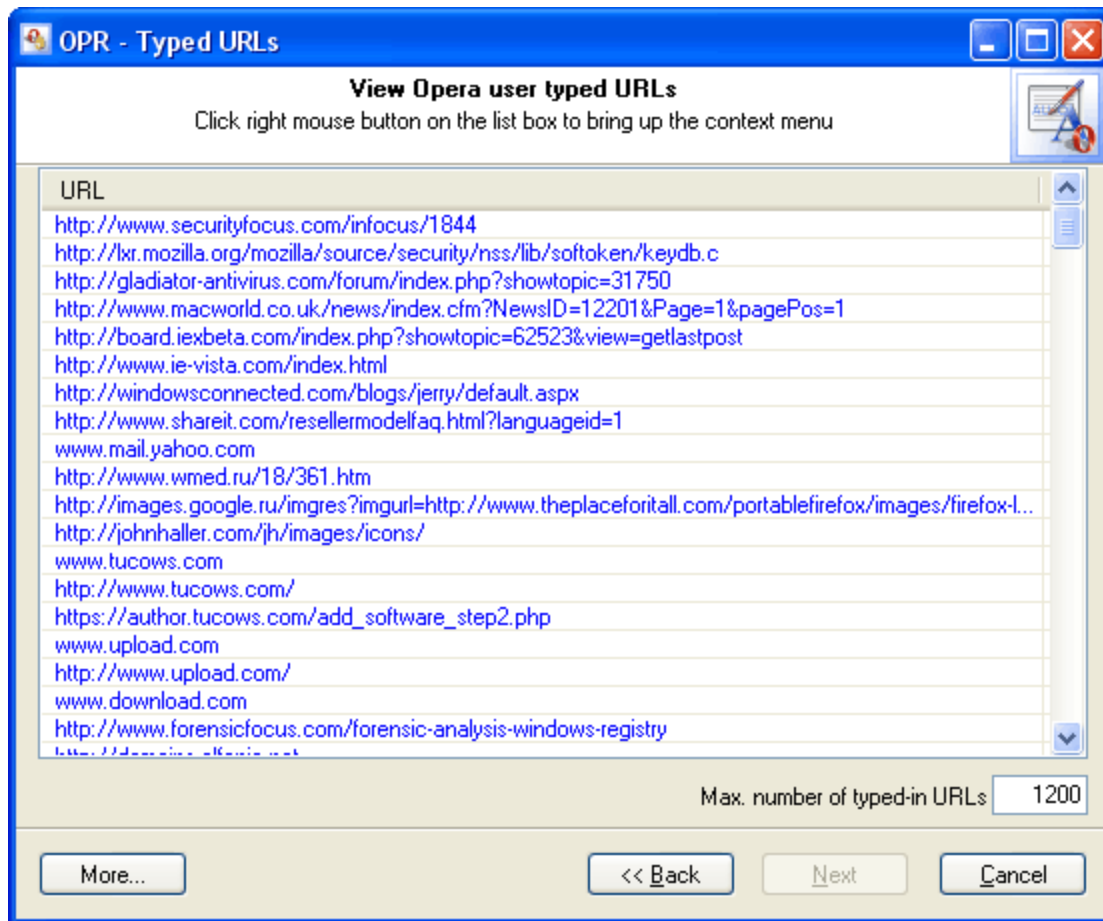 OPR - Typed URLs
View Opera user typed URLs
Click right mouse button on the list box to bring up the context menu
URL
http://www.securityfocus.com/infocus/1844
http://lxr.mozilla.org/mozilla/source/security/nss/lib/softoken/keydb.c
http://gladiator-antivirus.com/forum/index.php?showtopic=31750
http://www.macworld.co.uk/news/index.cfm?NewsID=12201&Page=1&pagePos=1
http://board.iexbeta.com/index.php?showtopic=62523&view=getlastpost
http://www.ie-vista.com/index.html
http://windowsconnected.com/blogs/jerry/default.aspx
http://www.shareit.com/resellermodelfaq.html?languageid=1
www.mail.yahoo.com
http://www.wmed.ru/18/361.htm
http://images.google.ru/imgres?imgurl=http://www.theplaceforitall.com/portablefirefox/images/firefox-l...
http://johnhaller.com/jh/images/icons/
www.tucows.com
http://www.tucows.com/
https://author.tucows.com/add_software_step2.php
www.upload.com
http://www.upload.com/
www.download.com
http://www.forensicfocus.com/forensic-analysis-windows-registry
Max. number of typed-in URLs 1200
More... << Back Next Cancel